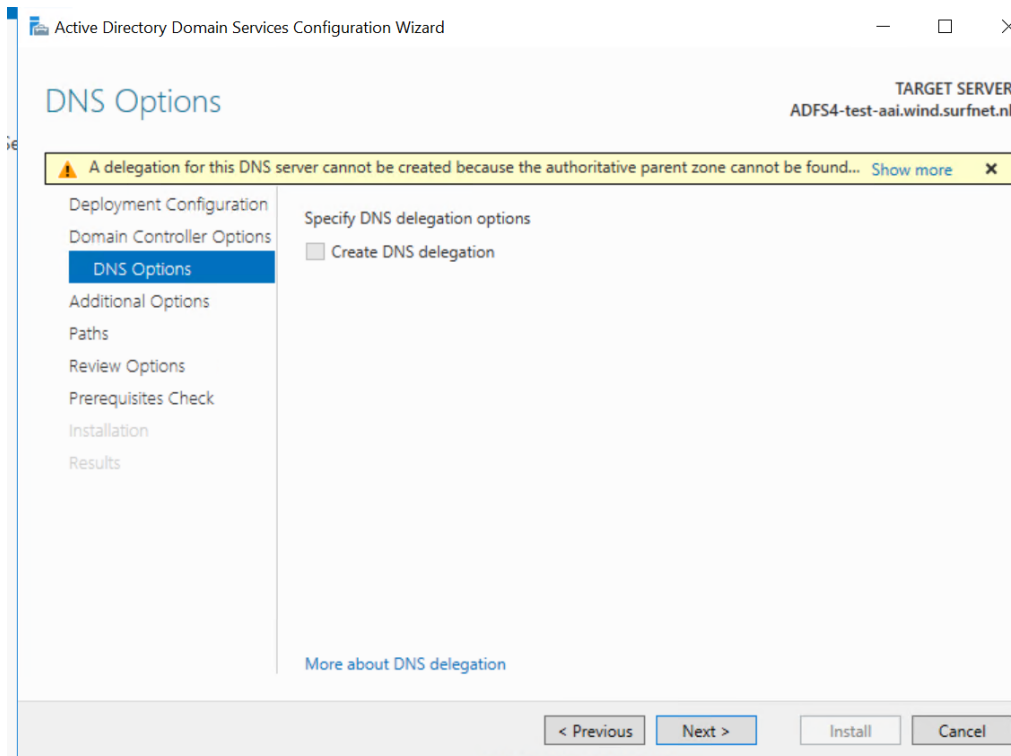 Active Directory Domain Services Configuration Wizard
DNS Options
TARGET SERVER
ADFS4-test-aai.wind.surfnet.nl
A delegation for this DNS server cannot be created because the authoritative parent zone cannot be found... Show more
Deployment Configuration
Domain Controller Options
DNS Options
Additional Options
Paths
Review Options
Prerequisites Check
Installation
Results
Specify DNS delegation options
Create DNS delegation
More about DNS delegation
< Previous
Next >
Install
Cancel